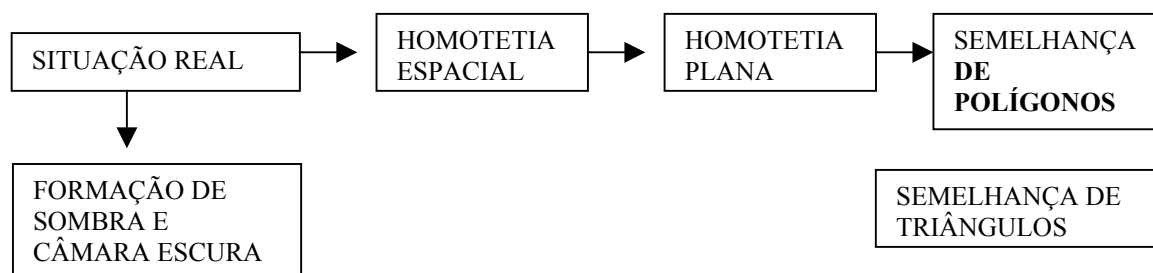 SITUAÇÃO REAL
HOMOTETIA
ESPACIAL
HOMOTETIA
PLANA
SEMELHANÇA
DE
POLÍGONOS
FORMAÇÃO DE
SOMBRA E
CÂMARA ESCURA
SEMELHANÇA DE
TRIÂNGULOS